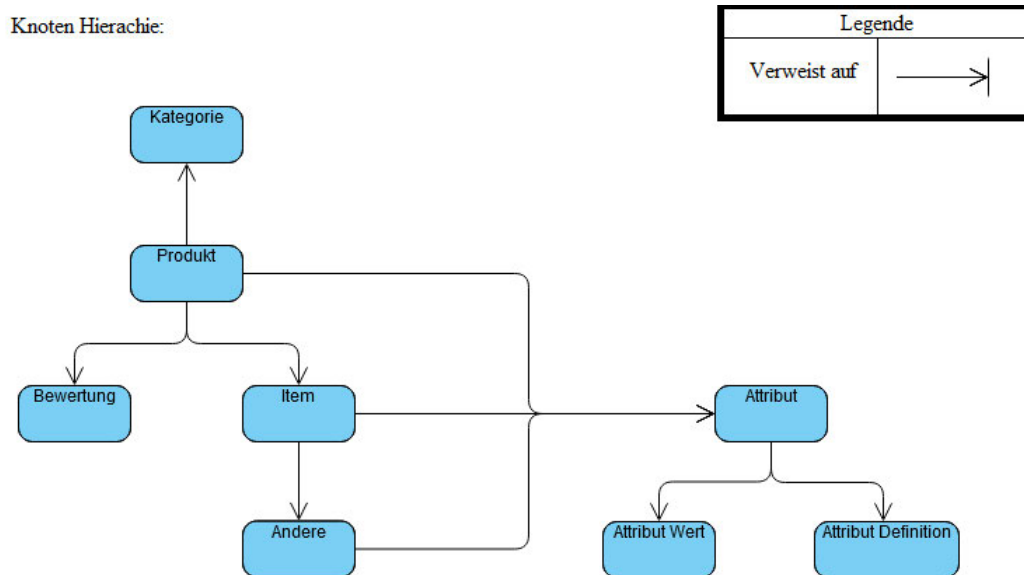 Knoten Hierachie:
Legende
Verweist auf
Kategorie
Produkt
Bewertung
Item
Attribut
Andere
Attribut Wert
Attribut Definition